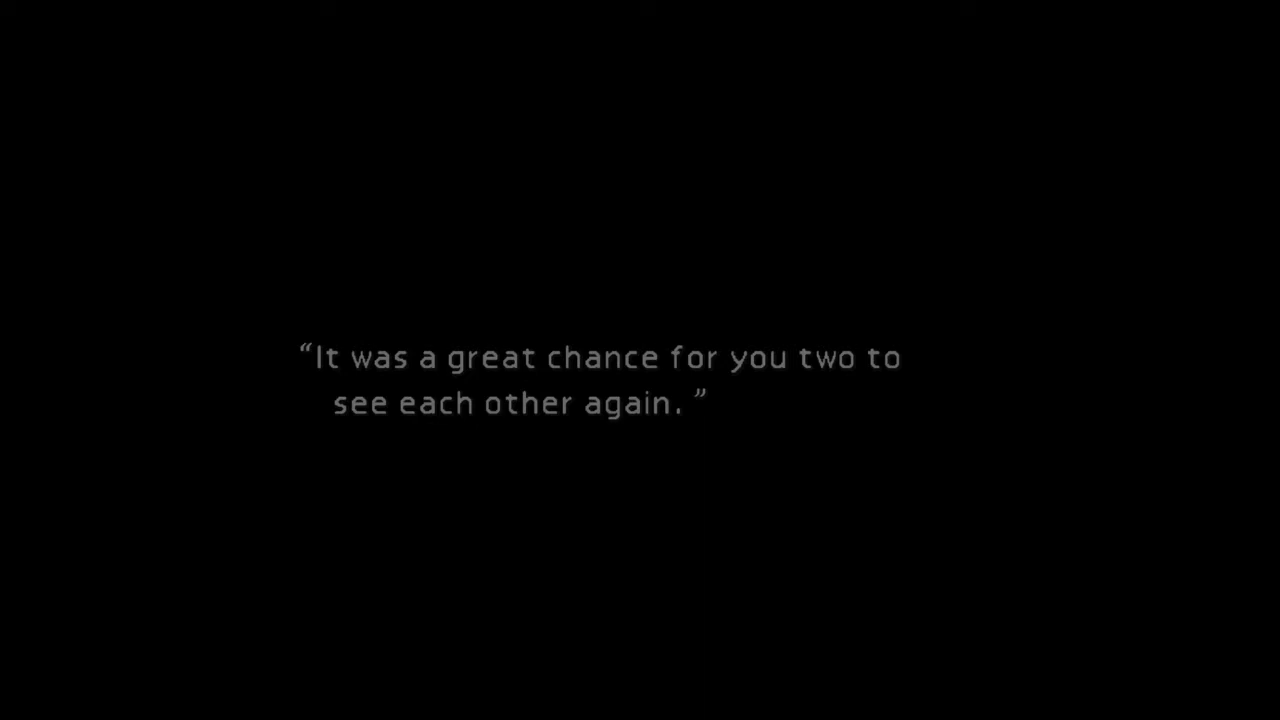 “It was a great chance for you two to
see each other again. ”